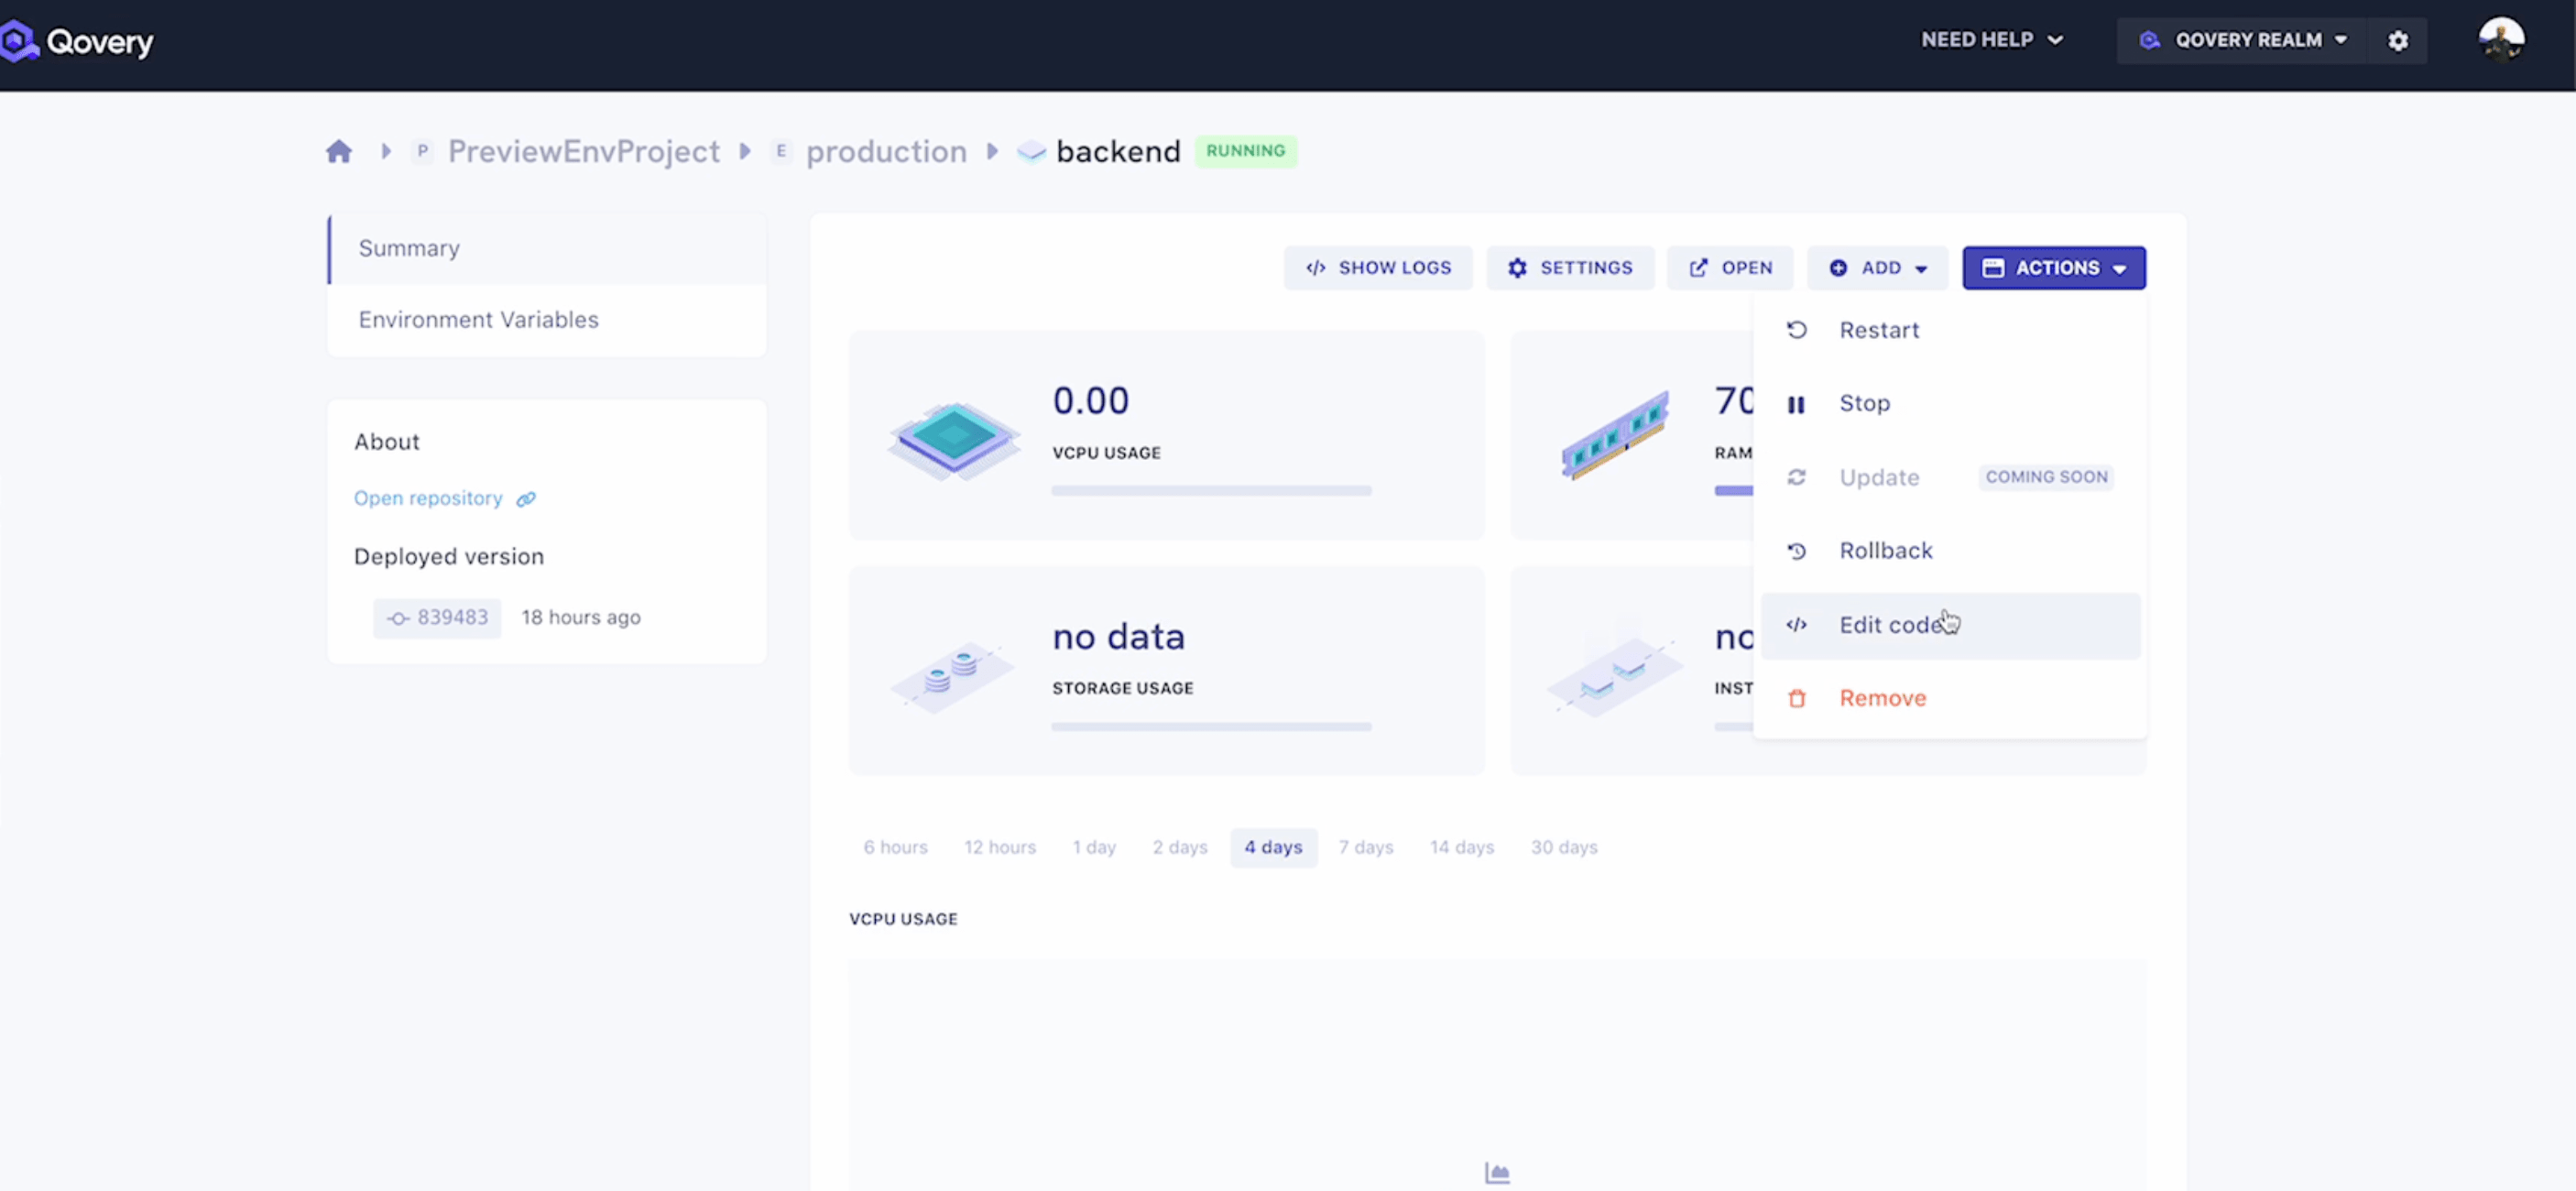 Qovery
NEED HELP
QOVERY REALM
P PreviewEnvProject E production backend RUNNING
Summary
Environment Variables
About
Open repository
Deployed version
839483 18 hours ago
</> SHOW LOGS SETTINGS OPEN ADD ACTIONS
Restart
Stop
Update COMING SOON
Rollback
</> Edit code
Remove
0.00
VCPU USAGE
70
RAM
no data
STORAGE USAGE
no
INST
6 hours 12 hours 1 day 2 days 4 days 7 days 14 days 30 days
VCPU USAGE